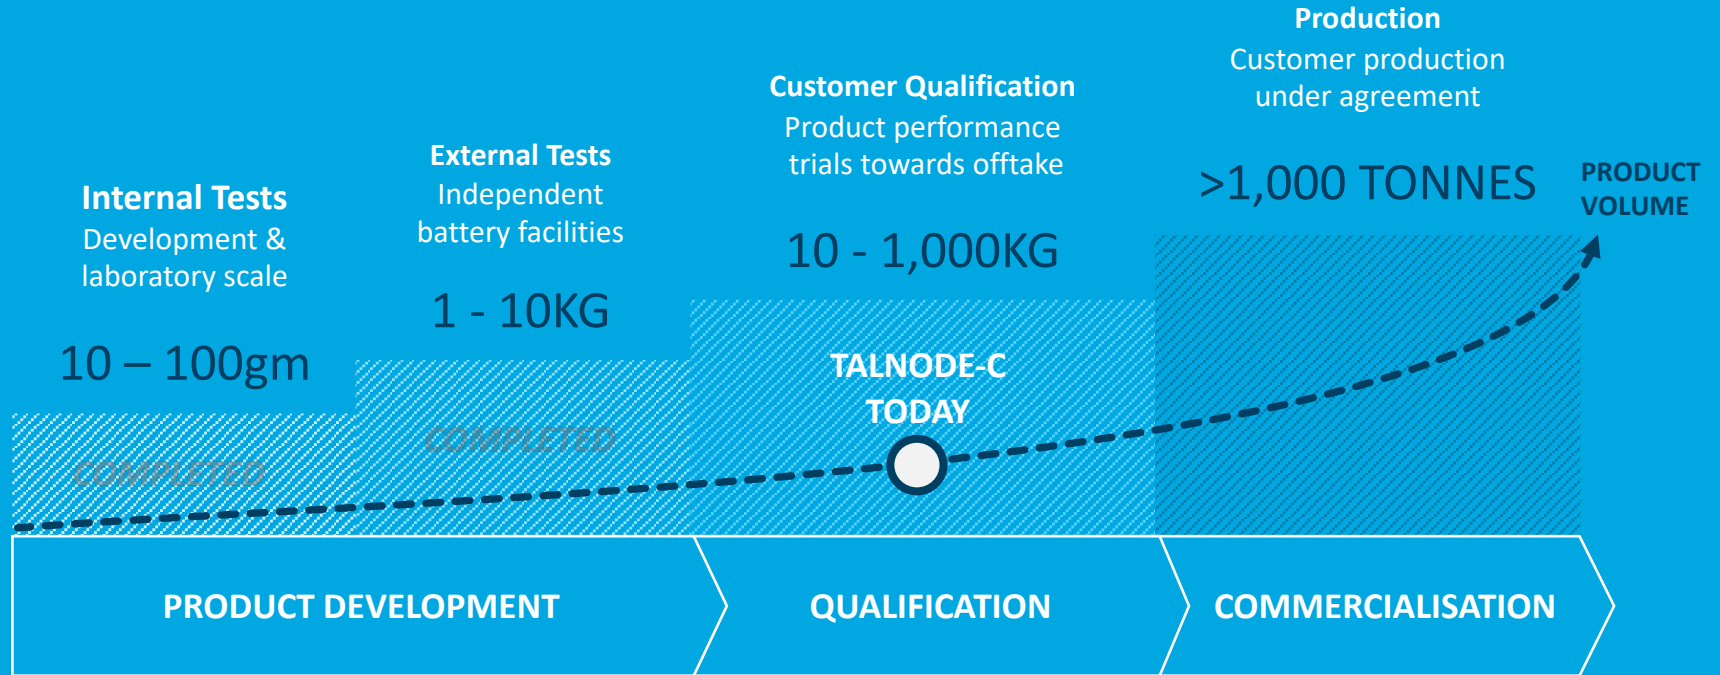 Internal Tests
Development &
laboratory scale
10 – 100gm
COMPLETED
External Tests
Independent
battery facilities
1 - 10KG
COMPLETED
Customer Qualification
Product performance
trials towards offtake
10 - 1,000KG
TALNODE-C
TODAY
Production
Customer production
under agreement
>1,000 TONNES
PRODUCT
VOLUME
PRODUCT DEVELOPMENT
QUALIFICATION
COMMERCIALISATION